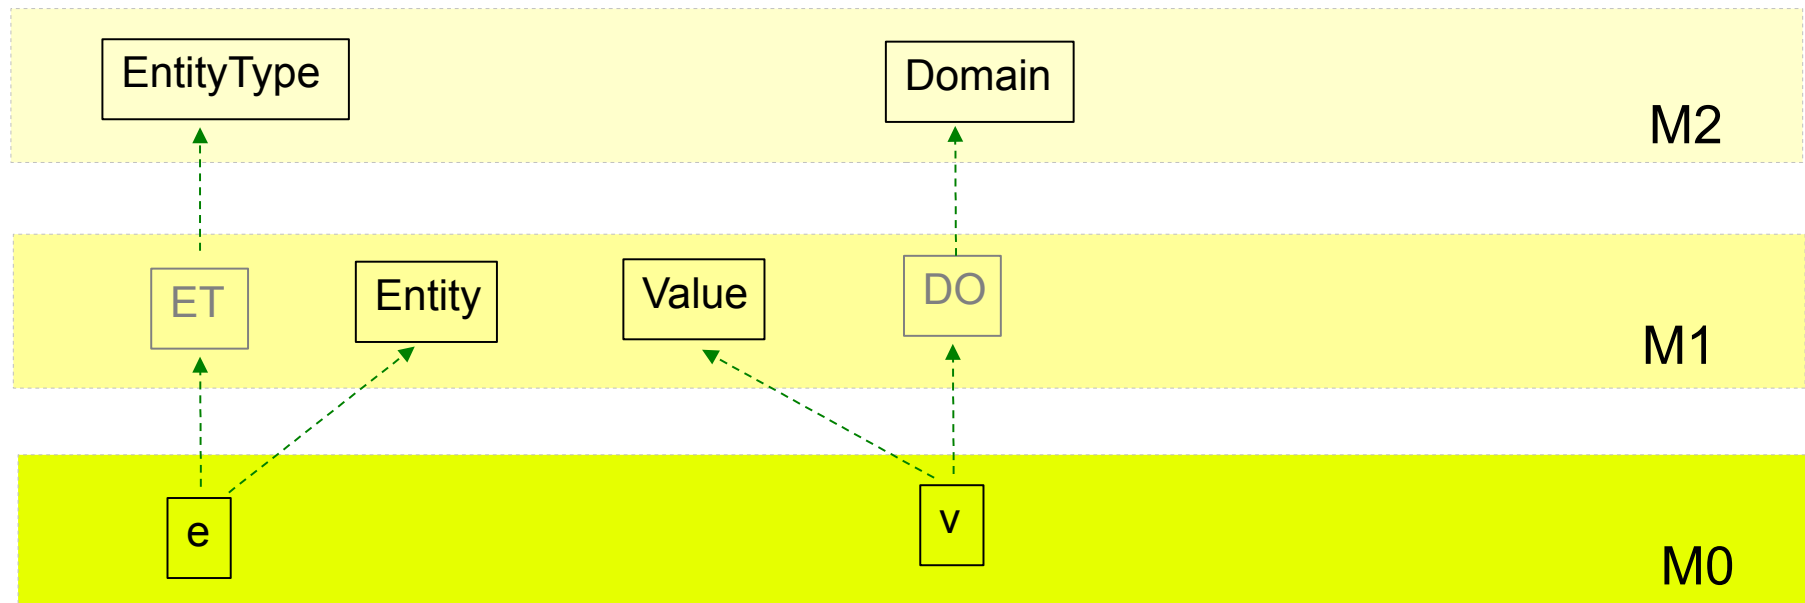 EntityType
Domain
M2
ET
Entity
Value
DO
M1
e
v
M0